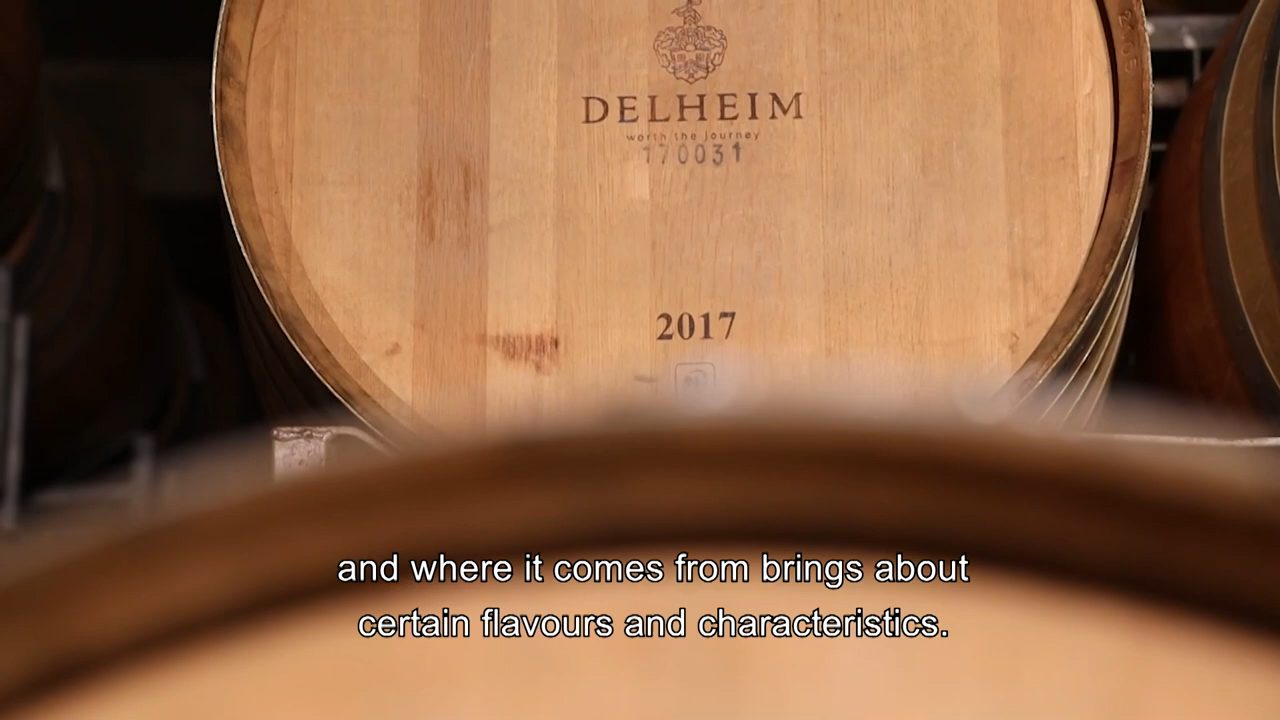 DELHEIM
worth the journey
170031
2017
and where it comes from brings about
certain flavours and characteristics.